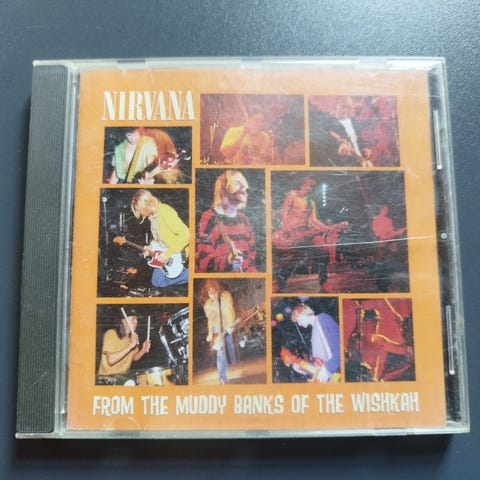 NIRVANA
FROM THE MUDDY BANKS OF THE WISHKAH